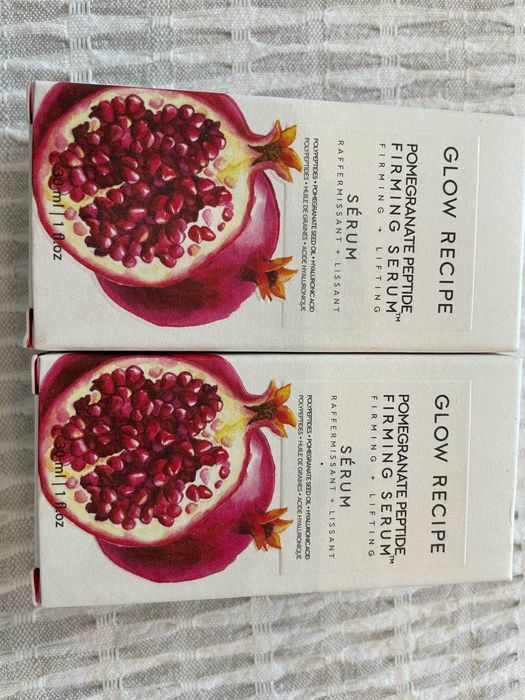 GLOW RECIPE
POMEGRANATE PEPTIDE
FIRMING SERUM™
FIRMING + LIFTING
SÉRUM
RAFFERMISSANT + LISSANT
POLYPEPTIDES • POMEGRANATE SEED OIL • HYALURONIC ACID
POLYPEPTIDES • HUILE DE GRAINES • ACIDE HYALURONIQUE
30 ml | 1 fl.oz
GLOW RECIPE
POMEGRANATE PEPTIDE
FIRMING SERUM™
FIRMING + LIFTING
SÉRUM
RAFFERMISSANT + LISSANT
POLYPEPTIDES • POMEGRANATE SEED OIL • HYALURONIC ACID
POLYPEPTIDES • HUILE DE GRAINES • ACIDE HYALURONIQUE
30 ml | 1 fl.oz